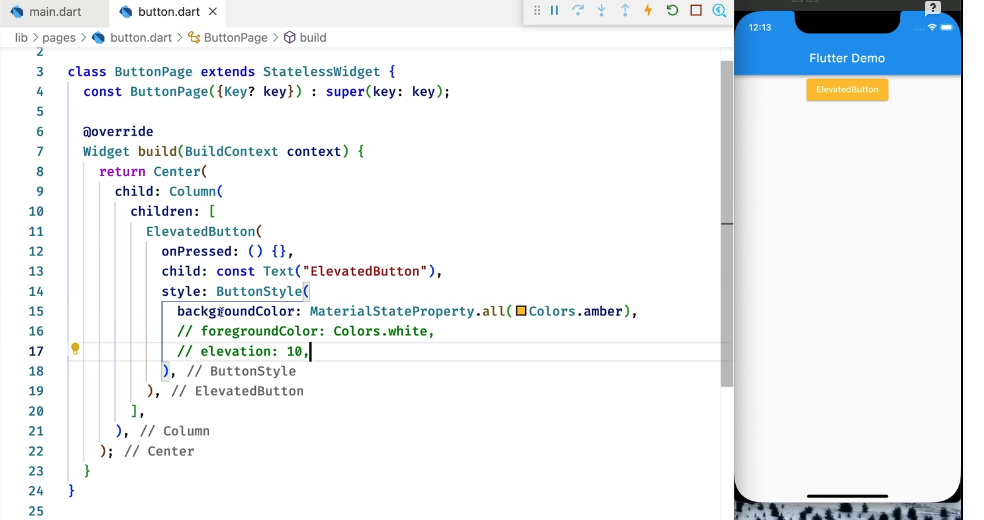 main.dart
button.dart
lib > pages > button.dart > ButtonPage > build
2
3 class ButtonPage extends StatelessWidget {
4 const ButtonPage({Key? key}) : super(key: key);
5
6 @override
7 Widget build(BuildContext context) {
8 return Center(
9 child: Column(
10 children: [
11 ElevatedButton(
12 onPressed: () {},
13 child: const Text("ElevatedButton"),
14 style: ButtonStyle(
15 backgroundColor: MaterialStateProperty.all(Colors.amber),
16 // foregroundColor: Colors.white,
17 // elevation: 10,
18 ), // ButtonStyle
19 ), // ElevatedButton
20 ],
21 ), // Column
22 ); // Center
23 }
24 }
25
?
12:13
Flutter Demo
ElevatedButton